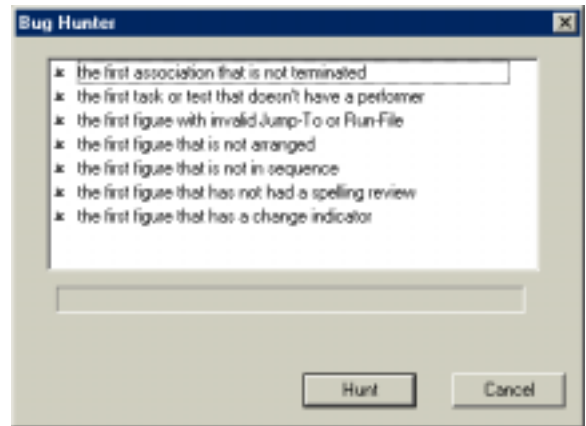 Bug Hunter
the first association that is not terminated
the first task or test that doesn't have a performer
the first figure with invalid Jump-To or Run-File
the first figure that is not arranged
the first figure that is not in sequence
the first figure that has not had a spelling review
the first figure that has a change indicator
Hunt
Cancel